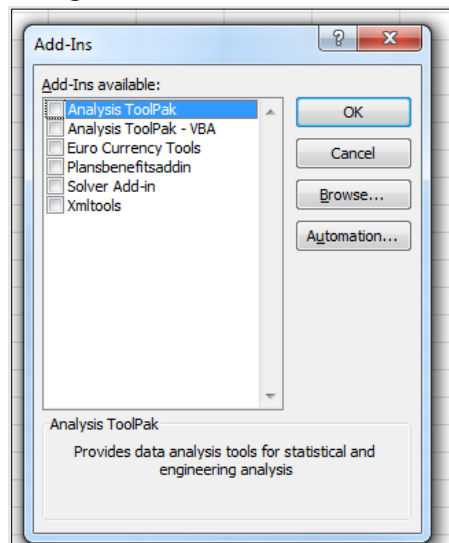 Add-Ins
Add-Ins available:
Analysis ToolPak
Analysis ToolPak - VBA
Euro Currency Tools
Plansbenefitsaddin
Solver Add-in
Xmltools
OK
Cancel
Browse...
Automation...
Analysis ToolPak
Provides data analysis tools for statistical and
engineering analysis